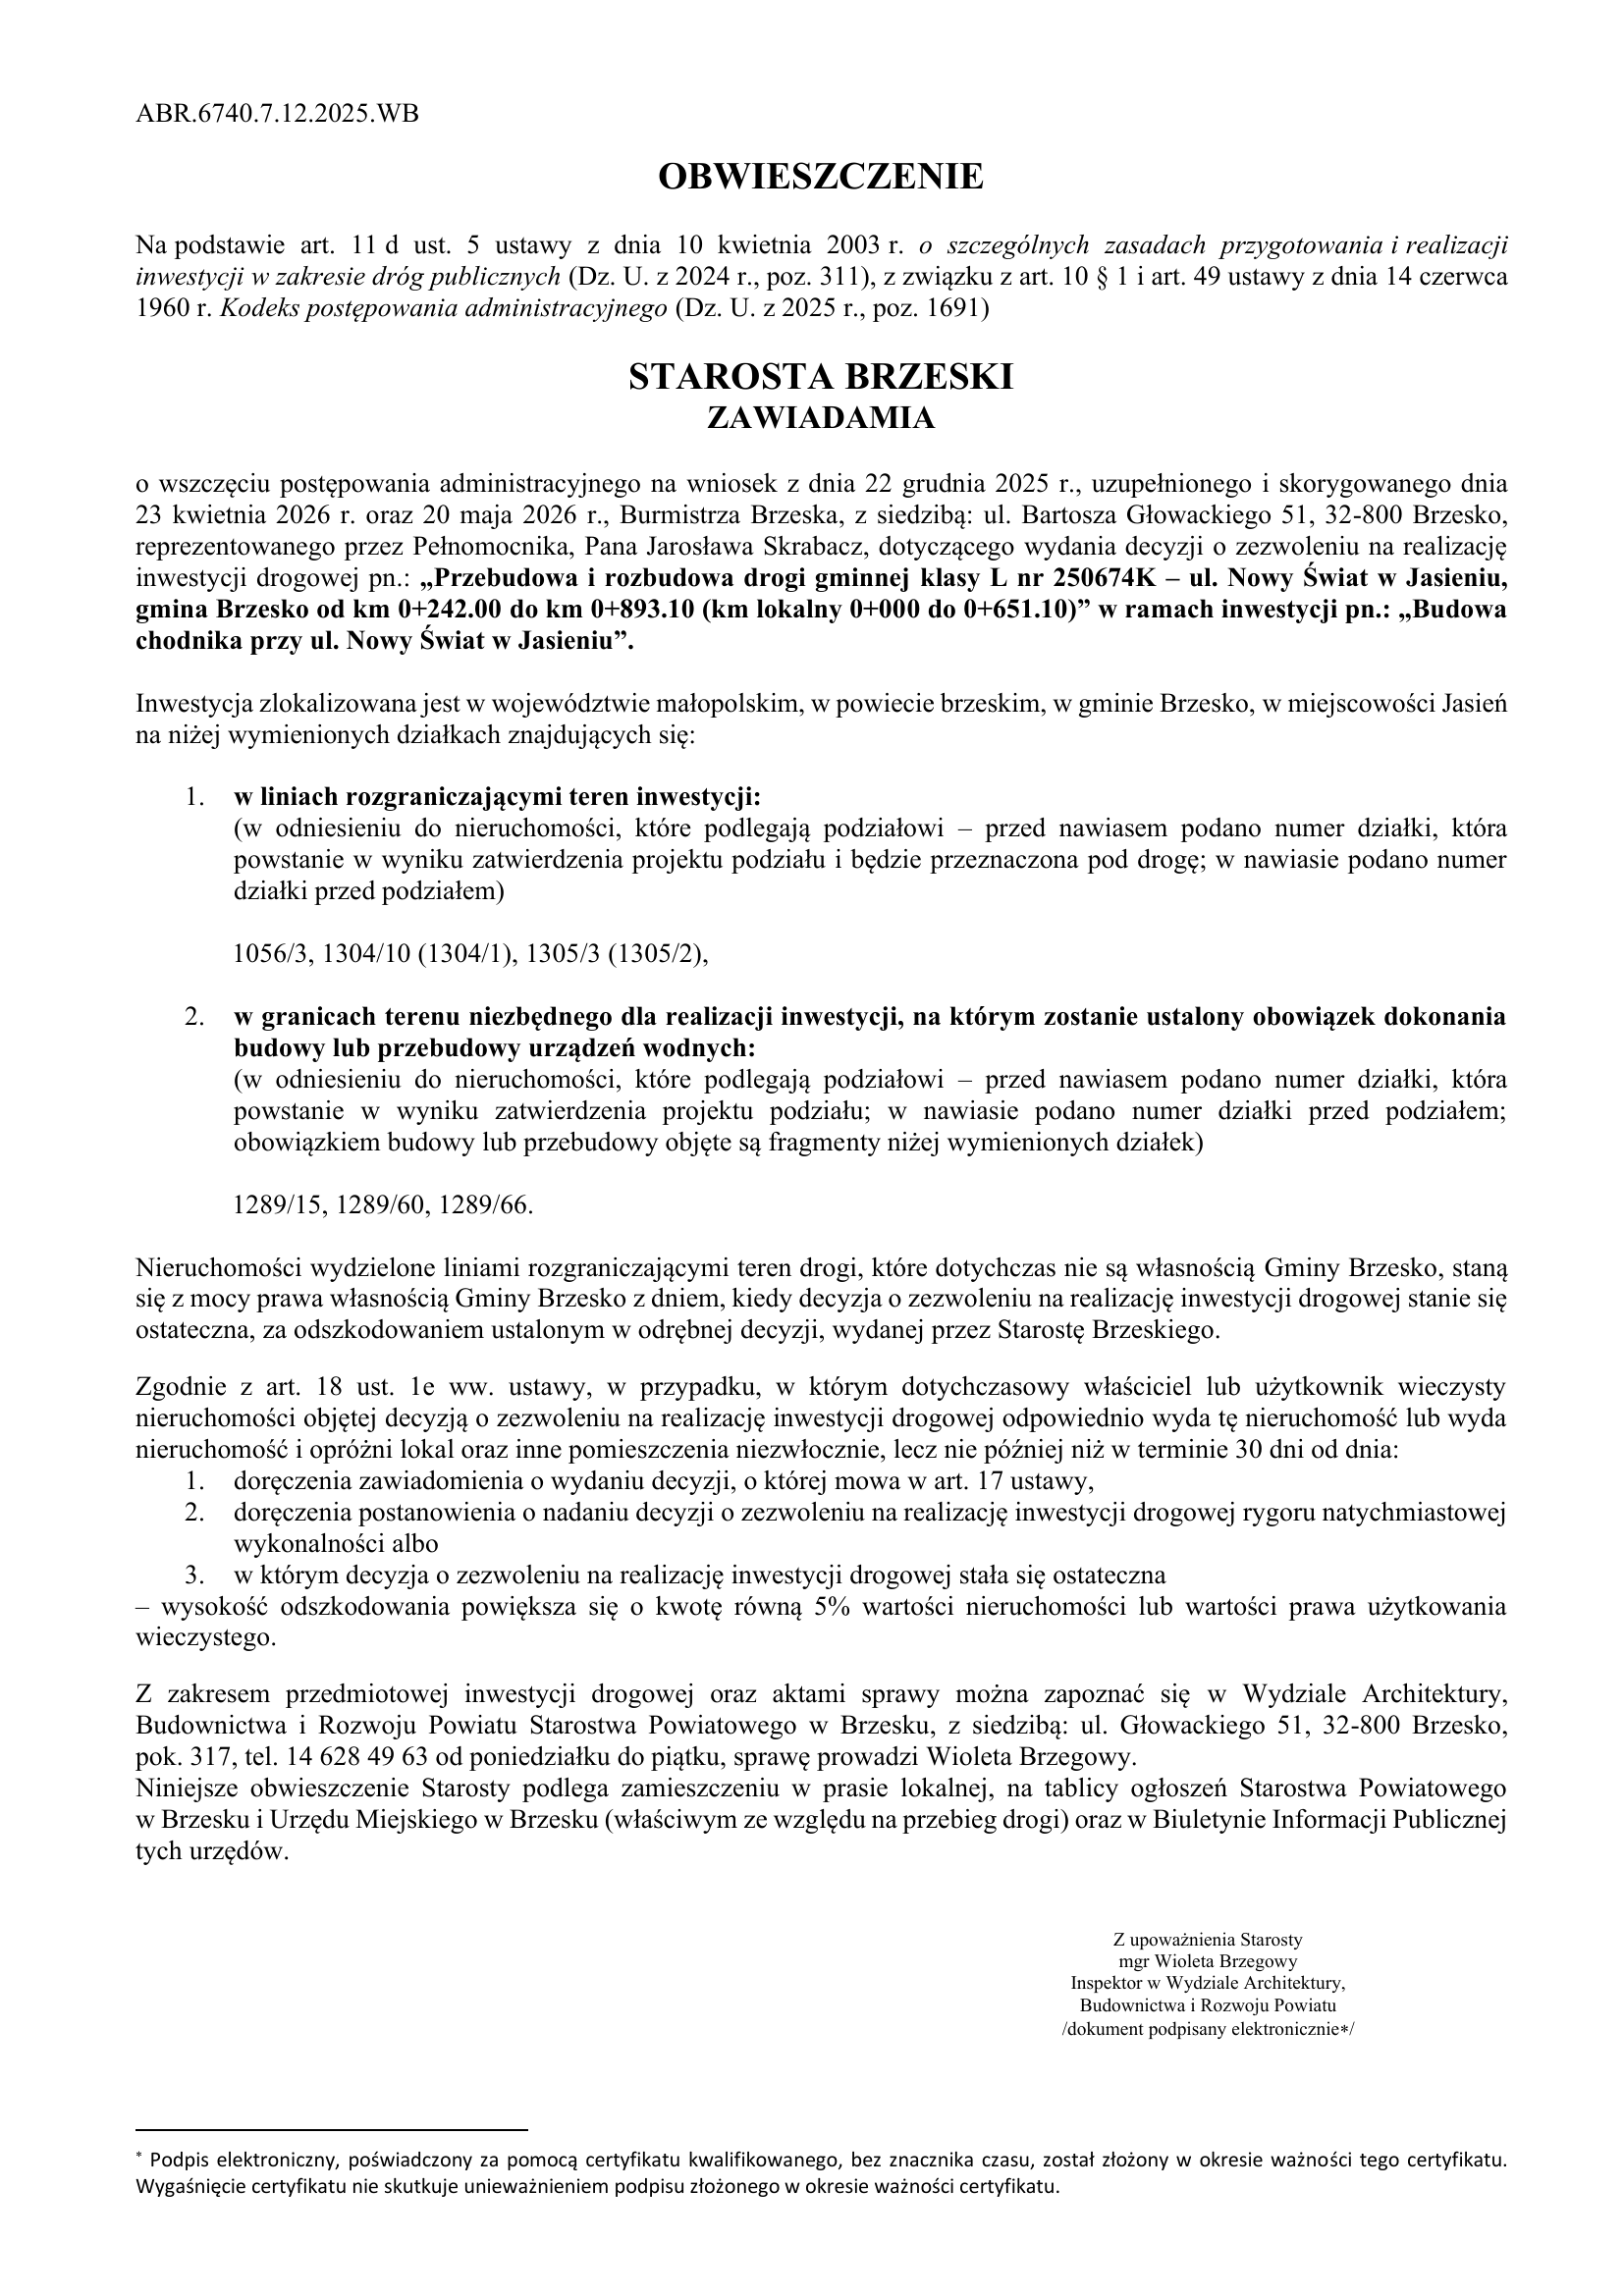 ABR.6740.7.12.2025.WB
OBWIESZCZENIE
Na podstawie art. 11 d ust. 5 ustawy z dnia 10 kwietnia 2003 r. o szczególnych zasadach przygotowania i realizacji
inwestycji w zakresie dróg publicznych (Dz. U. z 2024 r., poz. 311), z związku z art. 10 § 1 i art. 49 ustawy z dnia 14 czerwca
1960 r. Kodeks postępowania administracyjnego (Dz. U. z 2025 r., poz. 1691)
STAROSTA BRZESKI
ZAWIADAMIA
o wszczęciu postępowania administracyjnego na wniosek z dnia 22 grudnia 2025 r., uzupełnionego i skorygowanego dnia
23 kwietnia 2026 r. oraz 20 maja 2026 r., Burmistrza Brzeska, z siedzibą: ul. Bartosza Głowackiego 51, 32-800 Brzesko,
reprezentowanego przez Pełnomocnika, Pana Jarosława Skrabacz, dotyczącego wydania decyzji o zezwoleniu na realizację
inwestycji drogowej pn.: „Przebudowa i rozbudowa drogi gminnej klasy L nr 250674K – ul. Nowy Świat w Jasieniu,
gmina Brzesko od km 0+242.00 do km 0+893.10 (km lokalny 0+000 do 0+651.10)” w ramach inwestycji pn.: „Budowa
chodnika przy ul. Nowy Świat w Jasieniu”.
Inwestycja zlokalizowana jest w województwie małopolskim, w powiecie brzeskim, w gminie Brzesko, w miejscowości Jasień
na niżej wymienionych działkach znajdujących się:
1. w liniach rozgraniczającymi teren inwestycji:
(w odniesieniu do nieruchomości, które podlegają podziałowi – przed nawiasem podano numer działki, która
powstanie w wyniku zatwierdzenia projektu podziału i będzie przeznaczona pod drogę; w nawiasie podano numer
działki przed podziałem)
1056/3, 1304/10 (1304/1), 1305/3 (1305/2),
2. w granicach terenu niezbędnego dla realizacji inwestycji, na którym zostanie ustalony obowiązek dokonania
budowy lub przebudowy urządzeń wodnych:
(w odniesieniu do nieruchomości, które podlegają podziałowi – przed nawiasem podano numer działki, która
powstanie w wyniku zatwierdzenia projektu podziału; w nawiasie podano numer działki przed podziałem;
obowiązkiem budowy lub przebudowy objęte są fragmenty niżej wymienionych działek)
1289/15, 1289/60, 1289/66.
Nieruchomości wydzielone liniami rozgraniczającymi teren drogi, które dotychczas nie są własnością Gminy Brzesko, staną
się z mocy prawa własnością Gminy Brzesko z dniem, kiedy decyzja o zezwoleniu na realizację inwestycji drogowej stanie się
ostateczna, za odszkodowaniem ustalonym w odrębnej decyzji, wydanej przez Starostę Brzeskiego.
Zgodnie z art. 18 ust. 1e ww. ustawy, w przypadku, w którym dotychczasowy właściciel lub użytkownik wieczysty
nieruchomości objętej decyzją o zezwoleniu na realizację inwestycji drogowej odpowiednio wyda tę nieruchomość lub wyda
nieruchomość i opróżni lokal oraz inne pomieszczenia niezwłocznie, lecz nie później niż w terminie 30 dni od dnia:
1. doręczenia zawiadomienia o wydaniu decyzji, o której mowa w art. 17 ustawy,
2. doręczenia postanowienia o nadaniu decyzji o zezwoleniu na realizację inwestycji drogowej rygoru natychmiastowej
wykonalności albo
3. w którym decyzja o zezwoleniu na realizację inwestycji drogowej stała się ostateczna
– wysokość odszkodowania powiększa się o kwotę równą 5% wartości nieruchomości lub wartości prawa użytkowania
wieczystego.
Z zakresem przedmiotowej inwestycji drogowej oraz aktami sprawy można zapoznać się w Wydziale Architektury,
Budownictwa i Rozwoju Powiatu Starostwa Powiatowego w Brzesku, z siedzibą: ul. Głowackiego 51, 32-800 Brzesko,
pok. 317, tel. 14 628 49 63 od poniedziałku do piątku, sprawę prowadzi Wioleta Brzegowy.
Niniejsze obwieszczenie Starosty podlega zamieszczeniu w prasie lokalnej, na tablicy ogłoszeń Starostwa Powiatowego
w Brzesku i Urzędu Miejskiego w Brzesku (właściwym ze względu na przebieg drogi) oraz w Biuletynie Informacji Publicznej
tych urzędów.
Z upoważnienia Starosty
mgr Wioleta Brzegowy
Inspektor w Wydziale Architektury,
Budownictwa i Rozwoju Powiatu
/dokument podpisany elektronicznie*/
* Podpis elektroniczny, poświadczony za pomocą certyfikatu kwalifikowanego, bez znacznika czasu, został złożony w okresie ważności tego certyfikatu.
Wygaśnięcie certyfikatu nie skutkuje unieważnieniem podpisu złożonego w okresie ważności certyfikatu.